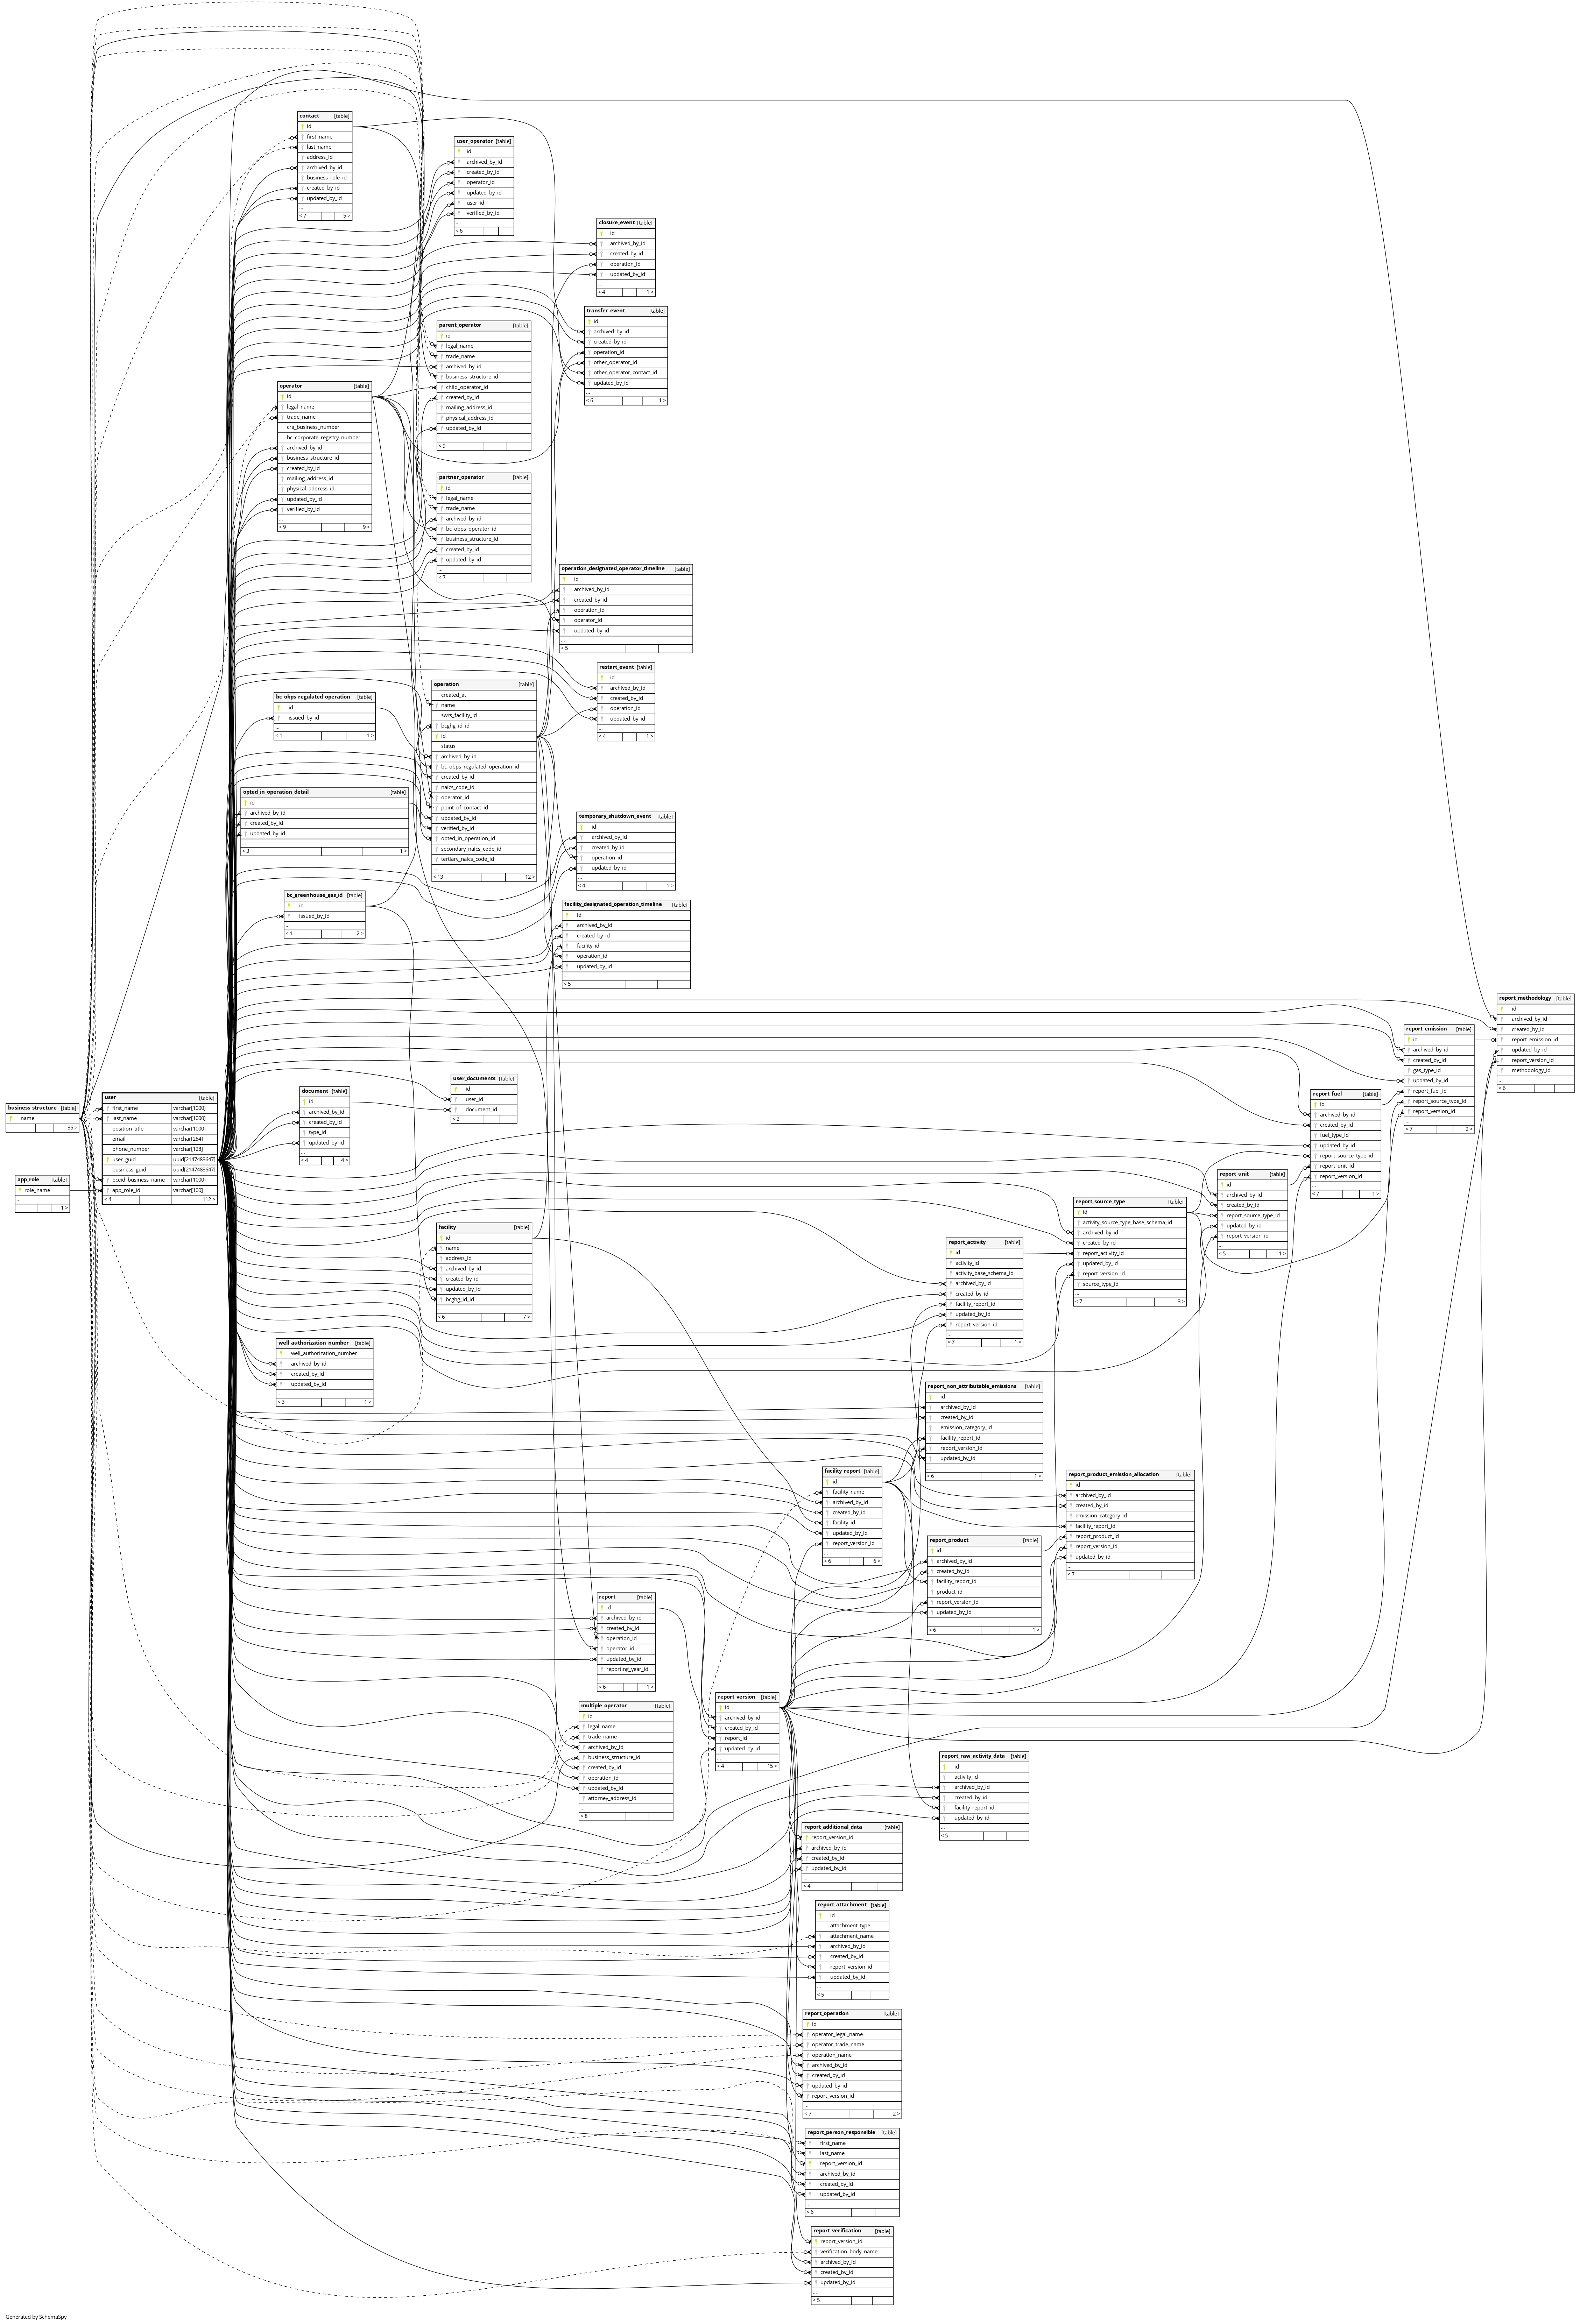 contact [table]
id
first_name
last_name
address_id
archived_by_id
business_role_id
created_by_id
updated_by_id
...
< 7 5 >
user_operator [table]
id
archived_by_id
created_by_id
operator_id
updated_by_id
user_id
verified_by_id
...
< 6
closure_event [table]
id
archived_by_id
created_by_id
operation_id
updated_by_id
...
< 4 1 >
transfer_event [table]
id
archived_by_id
created_by_id
operation_id
other_operator_id
other_operator_contact_id
updated_by_id
...
< 6 1 >
parent_operator [table]
id
legal_name
trade_name
archived_by_id
business_structure_id
child_operator_id
created_by_id
mailing_address_id
physical_address_id
updated_by_id
...
< 9
operator [table]
id
legal_name
trade_name
cra_business_number
bc_corporate_registry_number
archived_by_id
business_structure_id
created_by_id
mailing_address_id
physical_address_id
updated_by_id
verified_by_id
...
< 9 9 >
partner_operator [table]
id
legal_name
trade_name
archived_by_id
bc_obps_operator_id
business_structure_id
created_by_id
updated_by_id
...
< 7
operation_designated_operator_timeline [table]
id
archived_by_id
created_by_id
operation_id
operator_id
updated_by_id
...
< 5
restart_event [table]
id
archived_by_id
created_by_id
operation_id
updated_by_id
...
< 4 1 >
operation [table]
created_at
name
swrs_facility_id
bcghg_id_id
id
status
archived_by_id
bc_obps_regulated_operation_id
created_by_id
naics_code_id
operator_id
point_of_contact_id
updated_by_id
verified_by_id
opted_in_operation_id
secondary_naics_code_id
tertiary_naics_code_id
...
< 13 12 >
bc_obps_regulated_operation [table]
id
issued_by_id
...
< 1 1 >
opted_in_operation_detail [table]
id
archived_by_id
created_by_id
updated_by_id
...
< 3 1 >
temporary_shutdown_event [table]
id
archived_by_id
created_by_id
operation_id
updated_by_id
...
< 4 1 >
bc_greenhouse_gas_id [table]
id
issued_by_id
...
< 1 2 >
facility_designated_operation_timeline [table]
id
archived_by_id
created_by_id
facility_id
operation_id
updated_by_id
...
< 5
report_methodology [table]
id
archived_by_id
created_by_id
report_emission_id
updated_by_id
report_version_id
methodology_id
...
< 6
report_emission [table]
id
archived_by_id
created_by_id
gas_type_id
updated_by_id
report_fuel_id
report_source_type_id
report_version_id
...
< 7 2 >
report_fuel [table]
id
archived_by_id
created_by_id
fuel_type_id
updated_by_id
report_source_type_id
report_unit_id
report_version_id
...
< 7 1 >
business_structure [table]
name
36 >
user [table]
first_name varchar[1000]
last_name varchar[1000]
position_title varchar[1000]
email varchar[254]
phone_number varchar[128]
user_guid uuid[2147483647]
business_guid uuid[2147483647]
bceid_business_name varchar[1000]
app_role_id varchar[100]
< 4 112 >
app_role [table]
role_name
...
1 >
document [table]
id
archived_by_id
created_by_id
type_id
updated_by_id
...
< 4 4 >
user_documents [table]
id
user_id
document_id
< 2
report_unit [table]
id
archived_by_id
created_by_id
report_source_type_id
updated_by_id
report_version_id
...
< 5 1 >
report_source_type [table]
id
activity_source_type_base_schema_id
archived_by_id
created_by_id
report_activity_id
updated_by_id
report_version_id
source_type_id
...
< 7 3 >
facility [table]
id
name
address_id
archived_by_id
created_by_id
updated_by_id
bcghg_id_id
...
< 6 7 >
report_activity [table]
id
activity_id
activity_base_schema_id
archived_by_id
created_by_id
facility_report_id
updated_by_id
report_version_id
...
< 7 1 >
well_authorization_number [table]
well_authorization_number
archived_by_id
created_by_id
updated_by_id
...
< 3 1 >
report_non_attributable_emissions [table]
id
archived_by_id
created_by_id
emission_category_id
facility_report_id
report_version_id
updated_by_id
...
< 6 1 >
facility_report [table]
id
facility_name
archived_by_id
created_by_id
facility_id
updated_by_id
report_version_id
...
< 6 6 >
report_product_emission_allocation [table]
id
archived_by_id
created_by_id
emission_category_id
facility_report_id
report_product_id
report_version_id
updated_by_id
...
< 7
report_product [table]
id
archived_by_id
created_by_id
facility_report_id
product_id
report_version_id
updated_by_id
...
< 6 1 >
report [table]
id
archived_by_id
created_by_id
operation_id
operator_id
updated_by_id
reporting_year_id
...
< 6 1 >
report_version [table]
id
archived_by_id
created_by_id
report_id
updated_by_id
...
< 4 15 >
multiple_operator [table]
id
legal_name
trade_name
archived_by_id
business_structure_id
created_by_id
operation_id
updated_by_id
attorney_address_id
...
< 8
report_raw_activity_data [table]
id
activity_id
archived_by_id
created_by_id
facility_report_id
updated_by_id
...
< 5
report_additional_data [table]
report_version_id
archived_by_id
created_by_id
updated_by_id
...
< 4
report_attachment [table]
id
attachment_type
attachment_name
archived_by_id
created_by_id
report_version_id
updated_by_id
...
< 5
report_operation [table]
id
operator_legal_name
operator_trade_name
operation_name
archived_by_id
created_by_id
updated_by_id
report_version_id
...
< 7 2 >
report_person_responsible [table]
first_name
last_name
report_version_id
archived_by_id
created_by_id
updated_by_id
...
< 6
report_verification [table]
report_version_id
verification_body_name
archived_by_id
created_by_id
updated_by_id
...
< 5
Generated by SchemaSpy